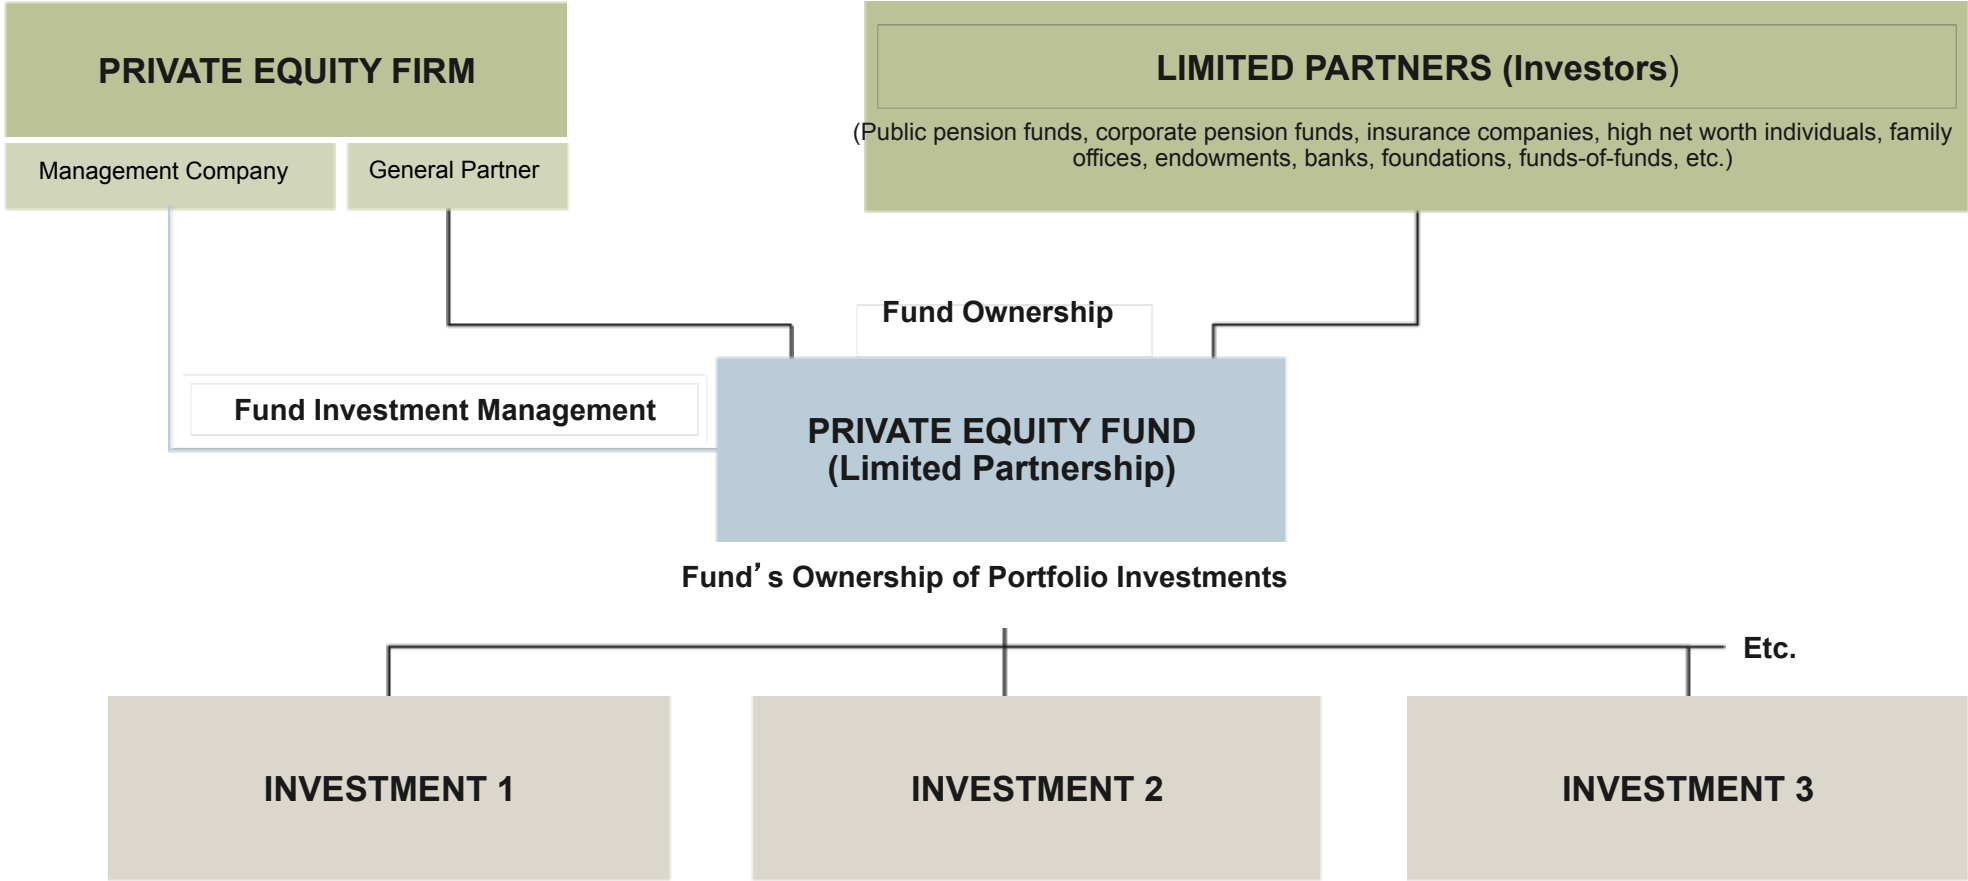 PRIVATE EQUITY FIRM
Management Company
General Partner
LIMITED PARTNERS (Investors)
(Public pension funds, corporate pension funds, insurance companies, high net worth individuals, family
offices, endowments, banks, foundations, funds-of-funds, etc.)
Fund Ownership
Fund Investment Management
PRIVATE EQUITY FUND
(Limited Partnership)
Fund’s Ownership of Portfolio Investments
Etc.
INVESTMENT 1
INVESTMENT 2
INVESTMENT 3